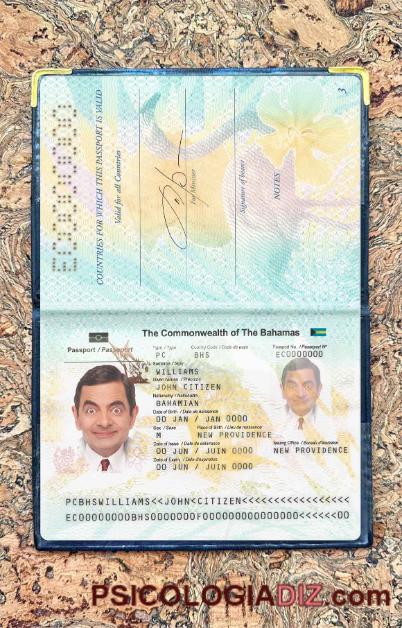 EC0000000
COUNTRIES FOR WHICH THIS PASSPORT IS VALID
Valid for all Countries
For Minister
Signature of bearer
NOTES
3
The Commonwealth of The Bahamas
Passport / Passeport
Type / Type
Country Code / Code du pays
Passport No. / Passeport N°
PC
BHS
EC0000000
Surname / Nom
WILLIAMS
Given Names / Prénoms
JOHN CITIZEN
Nationality / Nationalité
BAHAMIAN
Date of Birth / Date de naissance
00 JAN / JAN 0000
Sex / Sexe
Place of Birth / Lieu de naissance
M
NEW PROVIDENCE
Date of Issue / Date de délivrance
Issuing Office / Bureau d'émission
00 JUN / JUIN 0000
NEW PROVIDENCE
Date of Expiry / Date d'expiration
00 JUN / JUIN 0000
PCBHSWILLIAMS<<JOHN<CITIZEN<<<<<<<<<<<<<<<<<
EC00000000BHS0000000F00000000000000<<<<<<00
PSICOLOGIADIZ.com